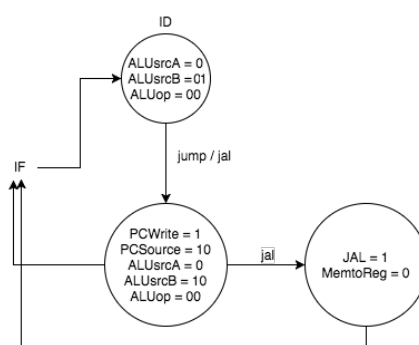 ID
ALUsrcA = 0
ALUsrcB =01
ALUop = 00
IF
jump / jal
PCWrite = 1
PCSource = 10
ALUsrcA = 0
ALUsrcB = 10
ALUop = 00
jal
JAL = 1
MemtoReg = 0